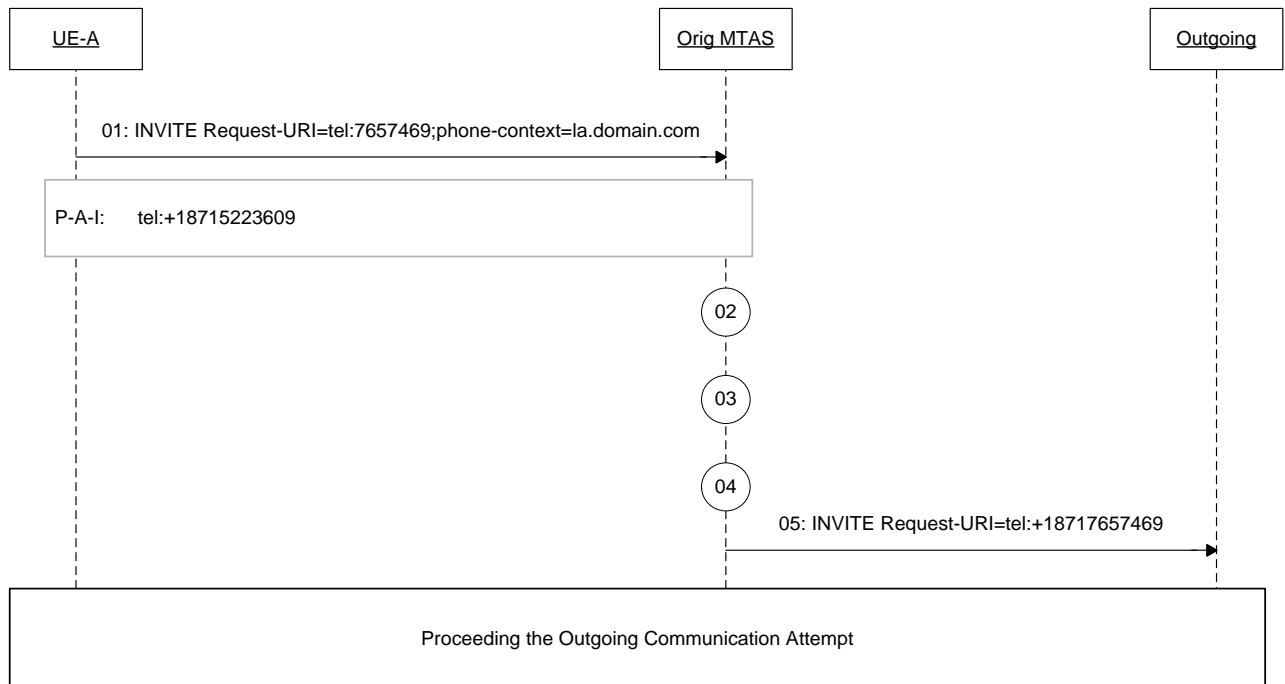 UE-A
Orig MTAS
Outgoing
01: INVITE Request-URI=tel:7657469;phone-context=la.domain.com
P-A-I: tel:+18715223609
02
03
04
05: INVITE Request-URI=tel:+18717657469
Proceeding the Outgoing Communication Attempt